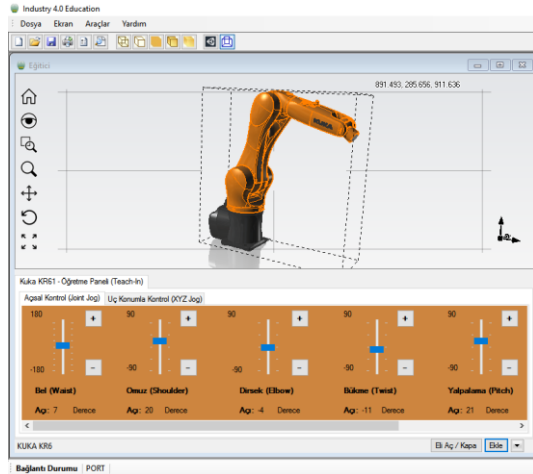 Industry 4.0 Education
Dosya Ekran Araçlar Yardım
Eğitici
891.493, 285.656, 911.636
KUKA
Kuka KR61 - Öğretme Paneli (Teach-In)
Açısal Kontrol (Joint Jog) Uç Konumla Kontrol (XYZ Jog)
180 + 90 + 90 + 90 + 90 +
-180 - -90 - -90 - -90 - -90 -
Bel (Waist) Omuz (Shoulder) Dirsek (Elbow) Bükme (Twist) Yalpalama (Pitch)
Açı: 7 Derece Açı: 20 Derece Açı: -4 Derece Açı: -11 Derece Açı: 21 Derece
KUKA KR6 Eli Aç / Kapa Ekle
Bağlantı Durumu PORT